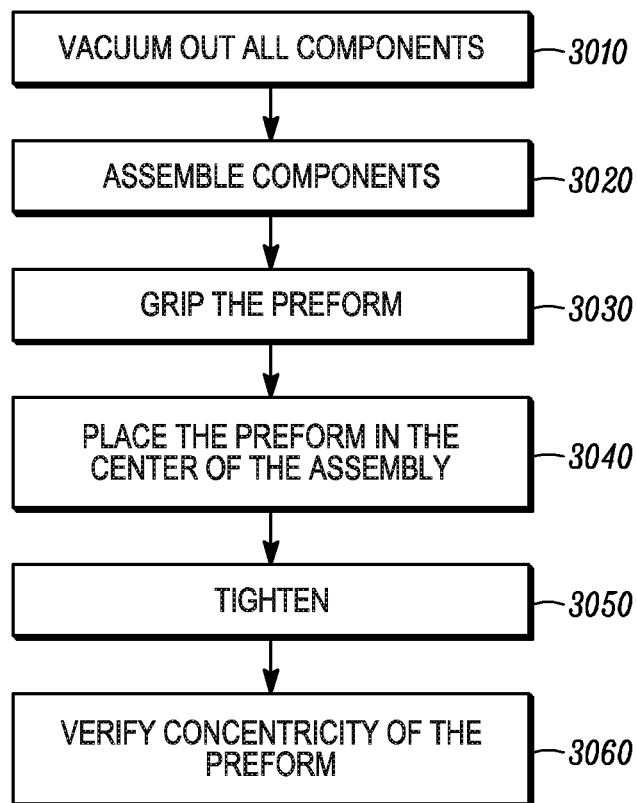 VACUUM OUT ALL COMPONENTS 3010
ASSEMBLE COMPONENTS 3020
GRIP THE PREFORM 3030
PLACE THE PREFORM IN THE
CENTER OF THE ASSEMBLY 3040
TIGHTEN 3050
VERIFY CONCENTRICITY OF THE
PREFORM 3060